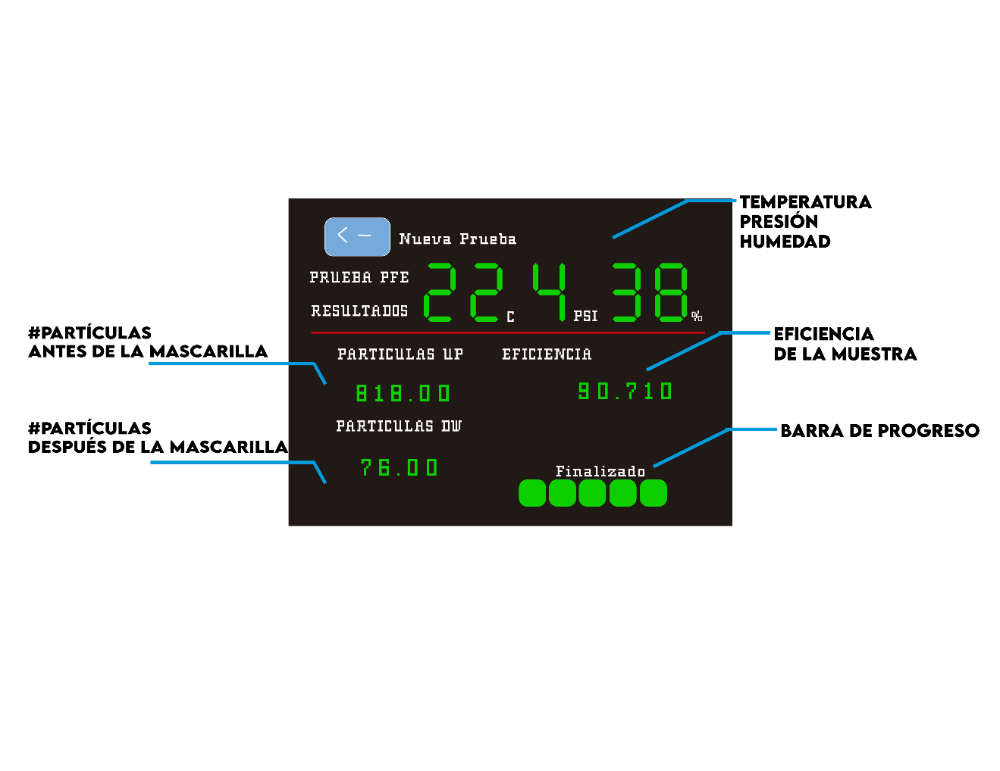 TEMPERATURA
PRESIÓN
HUMEDAD
<- Nueva Prueba
PRUEBA PFE
RESULTADOS
22 C 4 PSI 38 %
#PARTÍCULAS
ANTES DE LA MASCARILLA
EFICIENCIA
DE LA MUESTRA
PARTICULAS UP
EFICIENCIA
818.00
90.710
#PARTÍCULAS
DESPUÉS DE LA MASCARILLA
PARTICULAS DW
76.00
BARRA DE PROGRESO
Finalizado